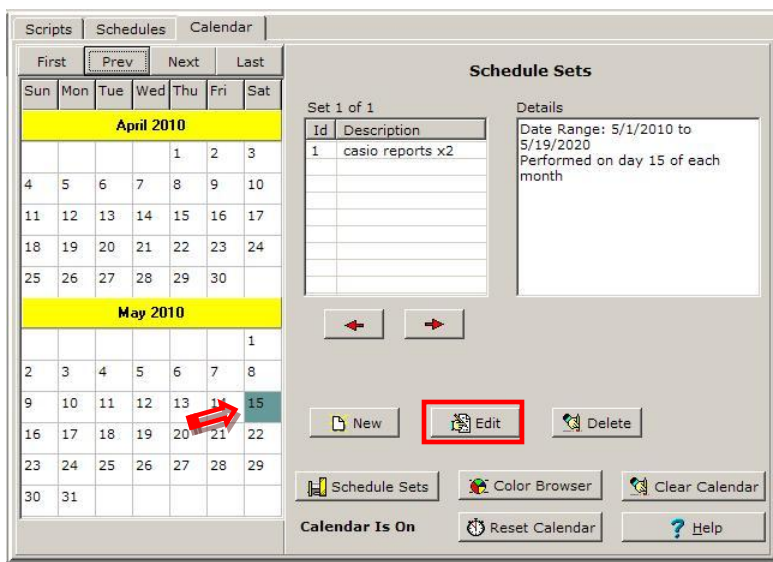 Scripts Schedules Calendar
First Prev Next Last
Sun Mon Tue Wed Thu Fri Sat
April 2010
1 2 3
4 5 6 7 8 9 10
11 12 13 14 15 16 17
18 19 20 21 22 23 24
25 26 27 28 29 30
May 2010
1
2 3 4 5 6 7 8
9 10 11 12 13 14 15
16 17 18 19 20 21 22
23 24 25 26 27 28 29
30 31
Schedule Sets
Set 1 of 1
Id Description
1 casio reports x2
Details
Date Range: 5/1/2010 to
5/19/2020
Performed on day 15 of each
month
New Edit Delete
Schedule Sets Color Browser Clear Calendar
Calendar Is On Reset Calendar ? Help